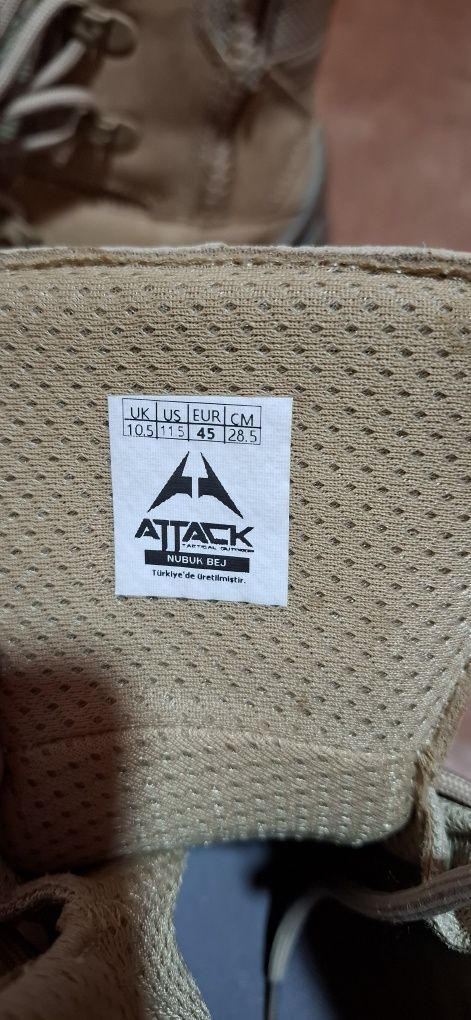 UK US EUR CM
10.5 11.5 45 28.5
ATTACK
TACTICAL OUTDOOR
NUBUK BEJ
Türkiye'de üretilmiştir.